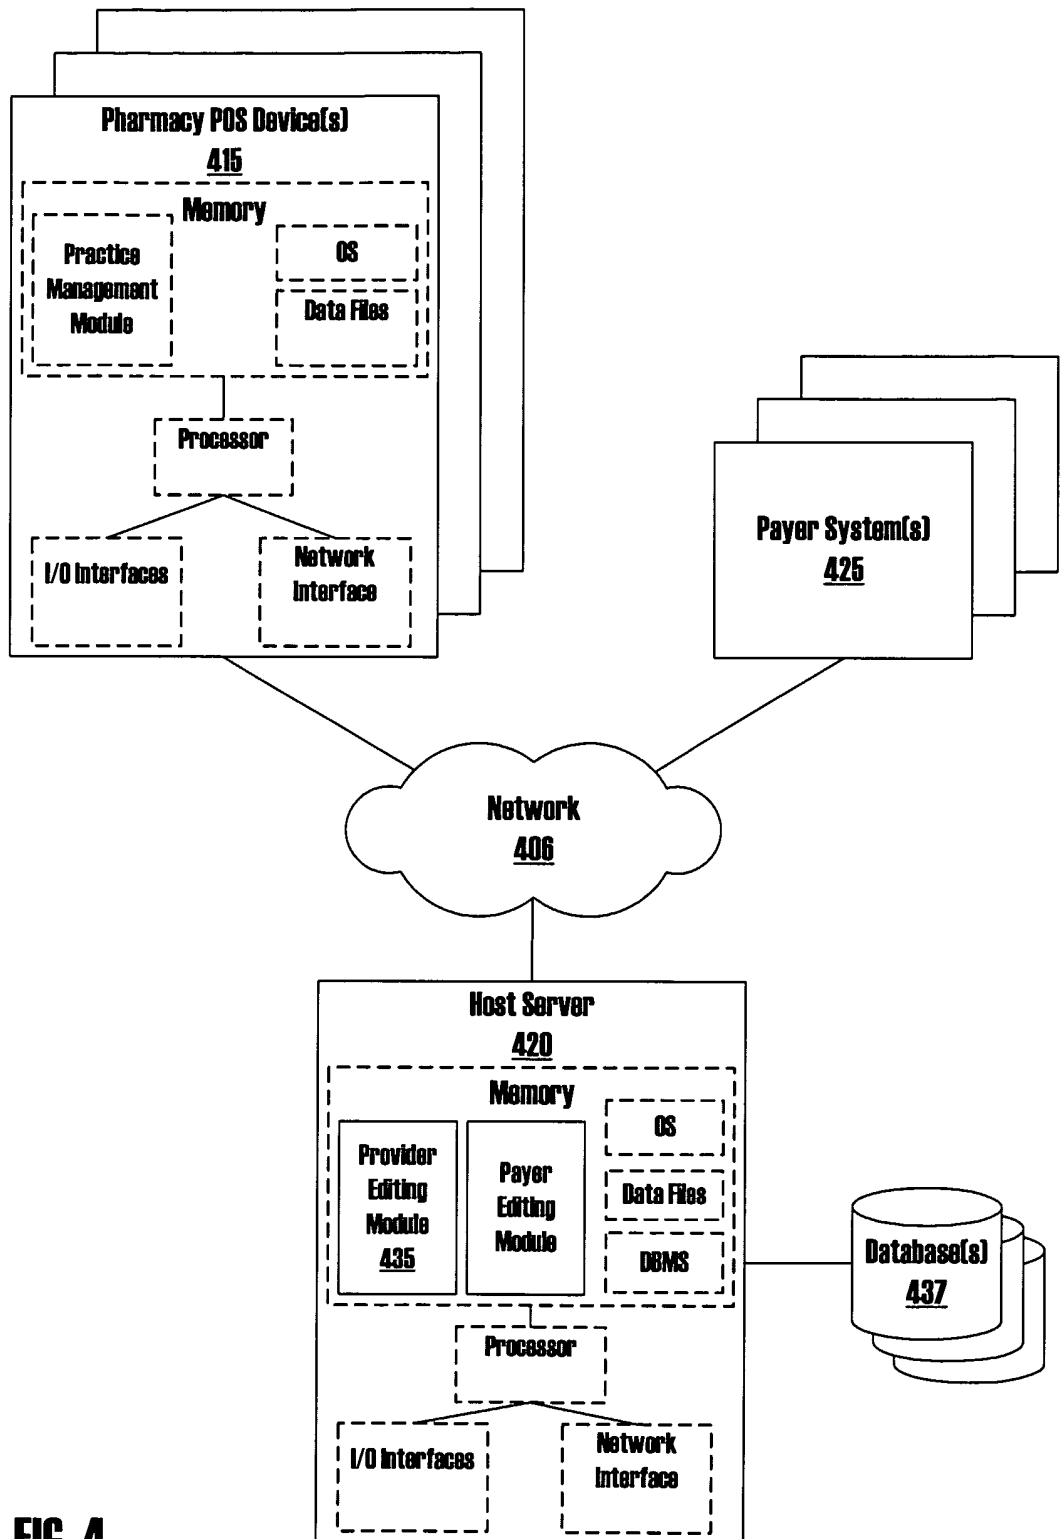 Pharmacy POS Device(s)
415
Memory
Practice
Management
Module
OS
Data Files
Processor
I/O Interfaces
Network
Interface
Payer System(s)
425
Network
406
Host Server
420
Memory
Provider
Editing
Module
435
Payer
Editing
Module
OS
Data Files
DBMS
Database(s)
437
Processor
I/O Interfaces
Network
Interface
FIG. 4